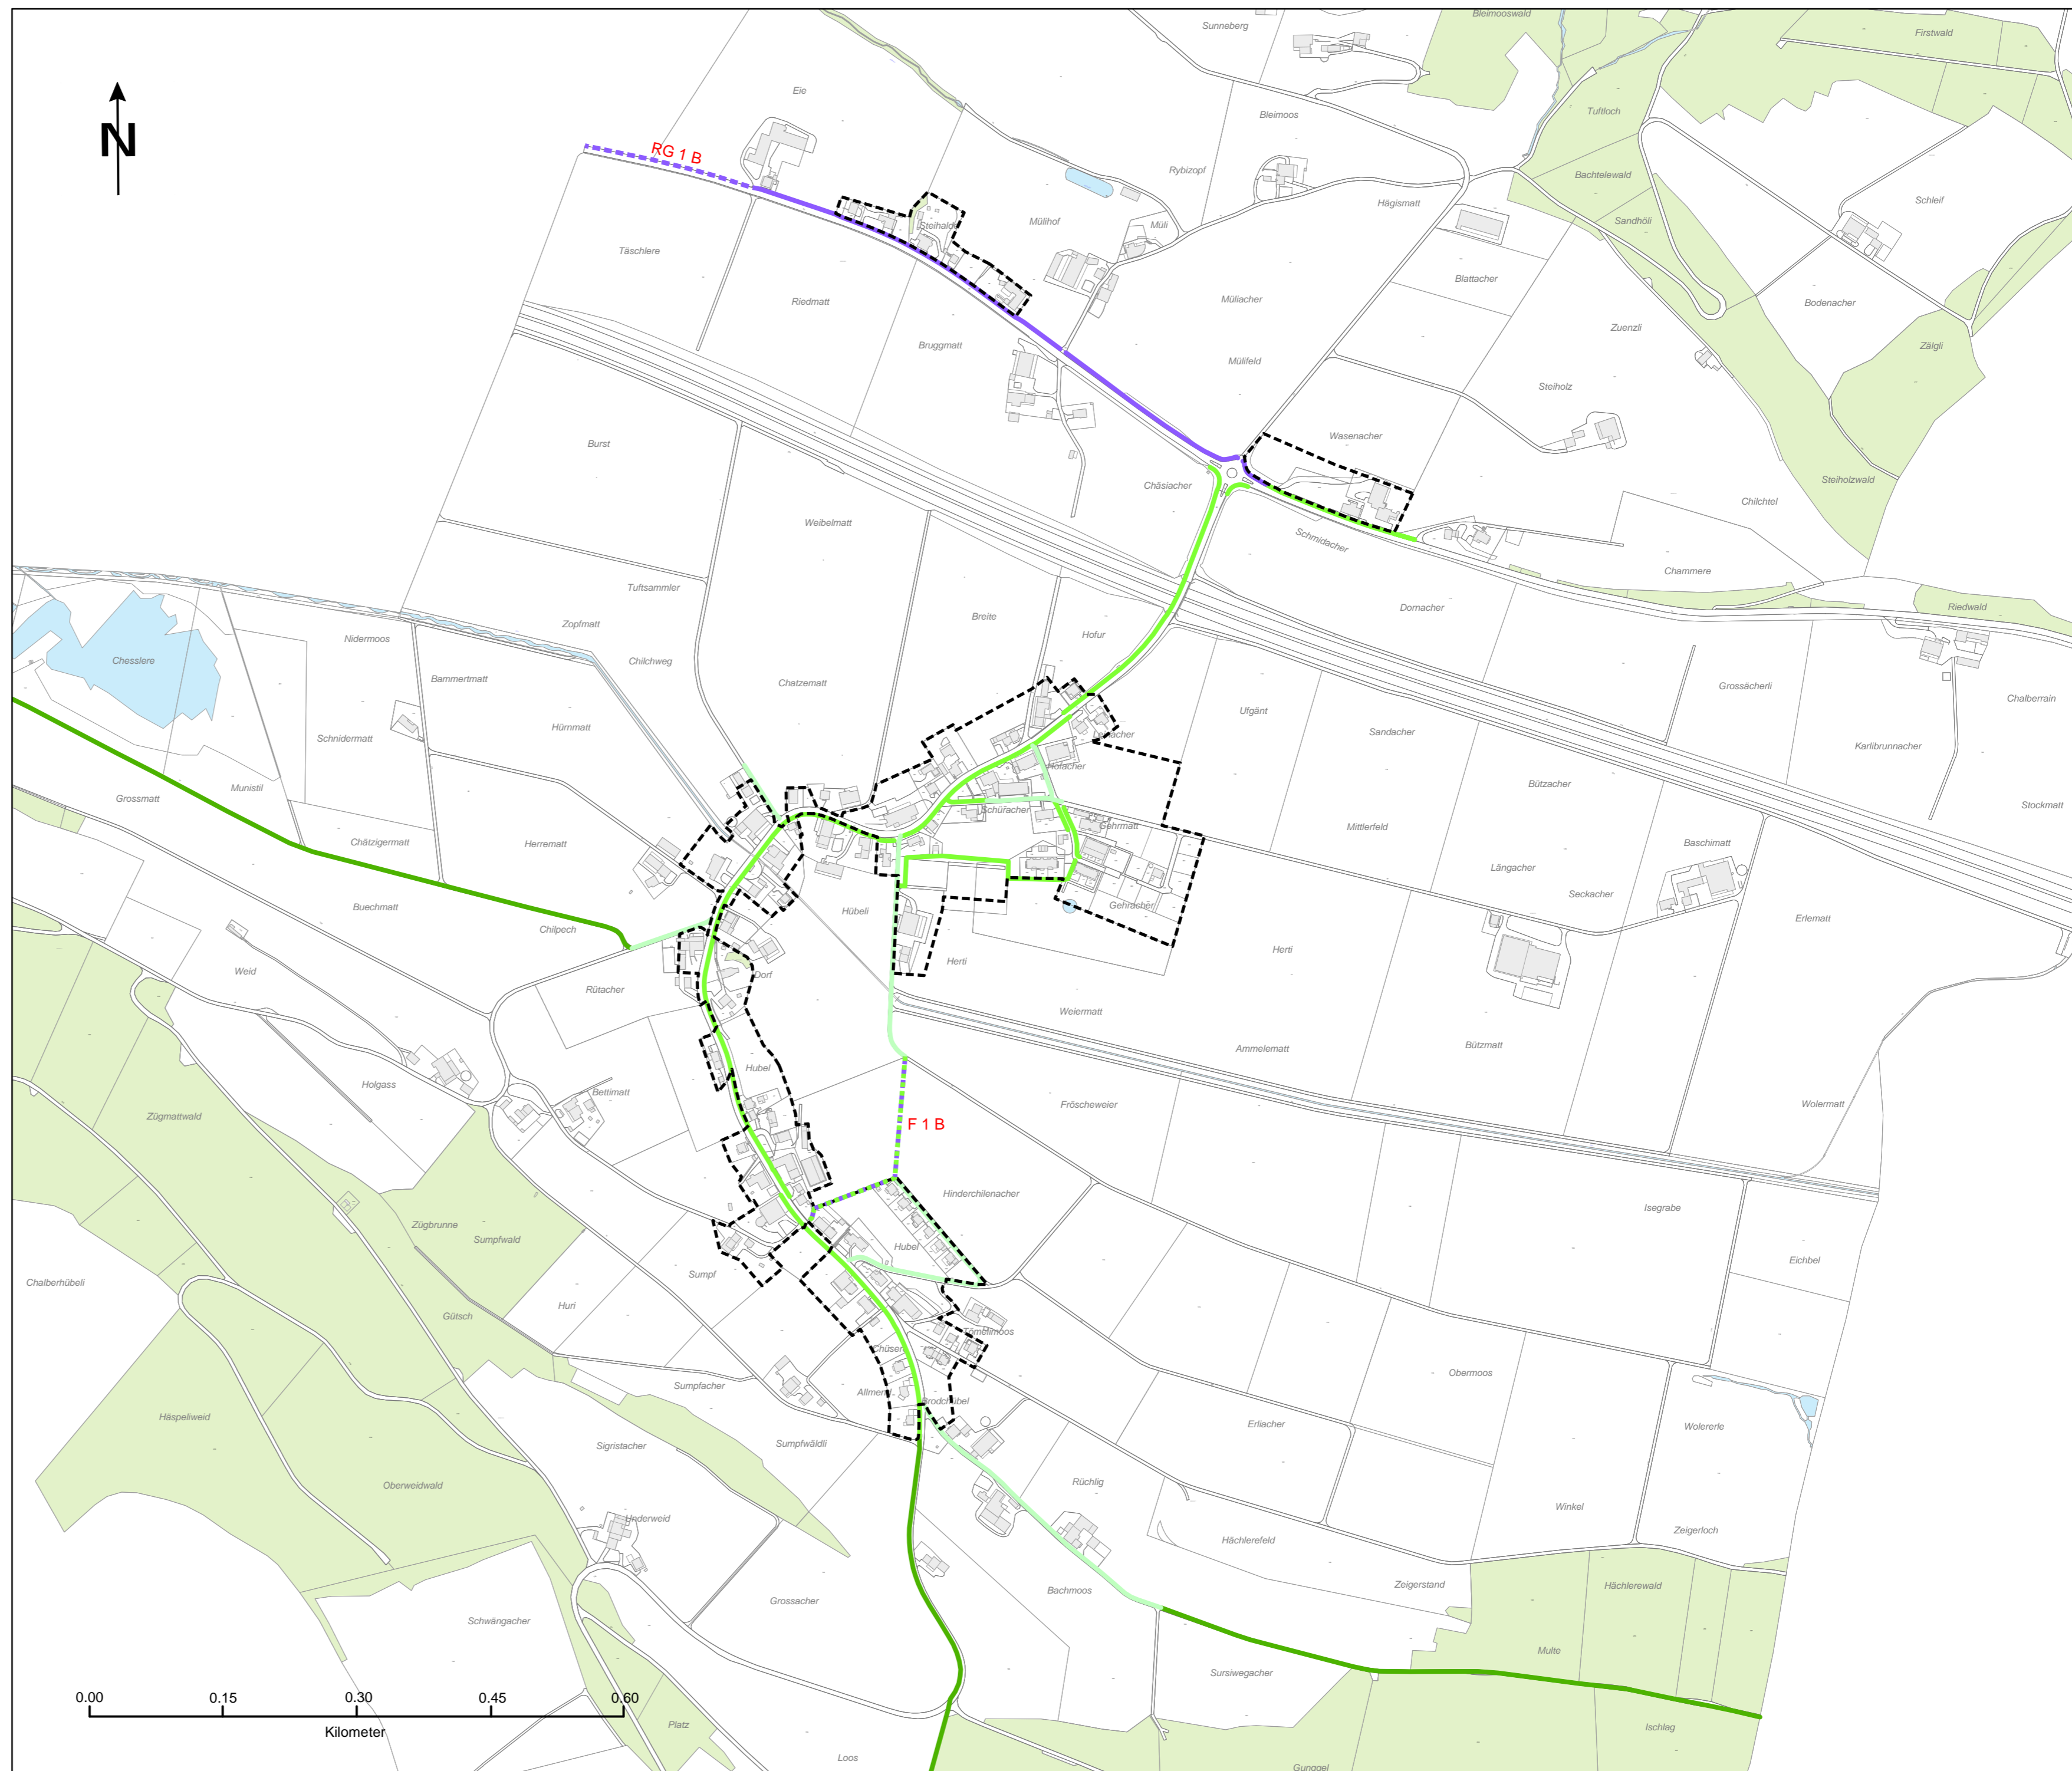 Bleimooswald
Sunneberg
Firstwald
Eie
N
Bleimoos
Tuftloch
RG 1 B
Rybizopf
Bachtelewald
Schleif
Hägismatt
Sandhöli
Steihalde
Mülihof
Müli
Täschlere
Blattacher
Riedmatt
Müliacher
Bodenacher
Zuenzli
Bruggmatt
Zälgli
Mülifeld
Steiholz
Burst
Wasenacher
Chäsiacher
Steiholzwald
Chilchtel
Weibelmatt
Schmidacher
Chammere
Tuftsammler
Dornacher
Riedwald
Breite
Zopfmatt
Hofur
Nidermoos
Chesslere
Chilchweg
Bammertmatt
Chatzematt
Grossächerli
Chalberrain
Ufgänt
Hürnmatt
Sandacher
Schnidermatt
Karlibrunnacher
Hofacher
Bützacher
Munistil
Grossmatt
Stockmatt
Schüracher
Gehrmatt
Mittlerfeld
Chätzigermatt
Herrematt
Baschimatt
Längacher
Seckacher
Buechmatt
Hübeli
Gehracher
Erlematt
Chilpech
Herti
Herti
Weid
Dorf
Rütacher
Weiermatt
Ammelematt
Bützmatt
Hubel
Holgass
Bettimatt
Fröscheweier
Wolermatt
Zügmattwald
F 1 B
Hinderchilenacher
Isegrabe
Zügbrunne
Sumpfwald
Hubel
Eichbel
Sumpf
Chalberhübeli
Huri
Gütsch
Törnelimoos
Chüsert
Obermoos
Sumpfacher
Allmend
Brodchübel
Häspeliweid
Erliacher
Wolererle
Sigristacher
Sumpfwäldli
Rüchlig
Oberweidwald
Winkel
Underweid
Zeigerloch
Hächlerefeld
Zeigerstand
Hächlerewald
Bachmoos
Grossacher
Schwängacher
Multe
Sursiwegacher
0.00 0.15 0.30 0.45 0.60
Kilometer
Platz
Ischlag
Loos
Gunggel